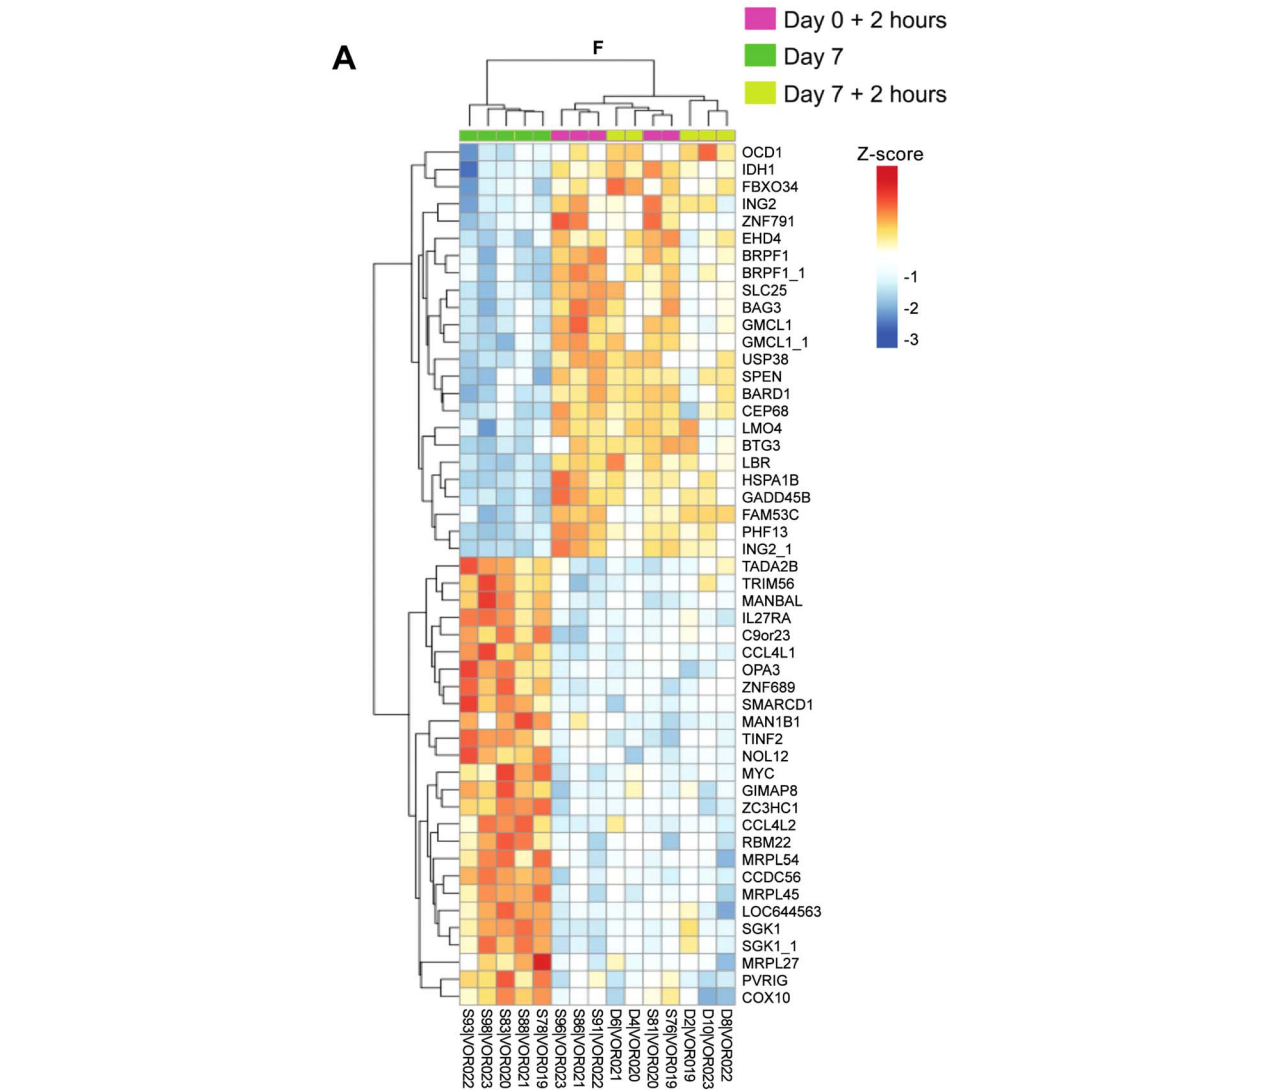 Day 0 + 2 hours
Day 7
Day 7 + 2 hours
A
F
Z-score
-1
-2
-3
OCD1
IDH1
FBXO34
ING2
ZNF791
EHD4
BRPF1
BRPF1_1
SLC25
BAG3
GMCL1
GMCL1_1
USP38
SPEN
BARD1
CEP68
LMO4
BTG3
LBR
HSPA1B
GADD45B
FAM53C
PHF13
ING2_1
TADA2B
TRIM56
MANBAL
IL27RA
C9or23
CCL4L1
OPA3
ZNF689
SMARCD1
MAN1B1
TINF2
NOL12
MYC
GIMAP8
ZC3HC1
CCL4L2
RBM22
MRPL54
CCDC56
MRPL45
LOC644563
SGK1
SGK1_1
MRPL27
PVRIG
COX10
S93|VOR022
S98|VOR023
S83|VOR020
S88|VOR021
S78|VOR019
S96|VOR023
S86|VOR021
S91|VOR022
D6|VOR021
D4|VOR020
S81|VOR020
S76|VOR019
D2|VOR019
D10|VOR023
D8|VOR022